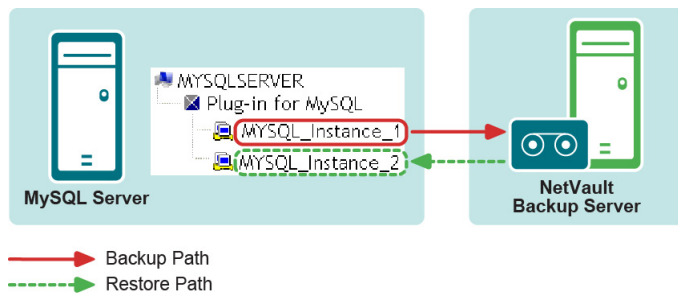 MYSQLSERVER
Plug-in for MySQL
MYSQL_Instance_1
MYSQL_Instance_2
MySQL Server
NetVault
Backup Server
Backup Path
Restore Path